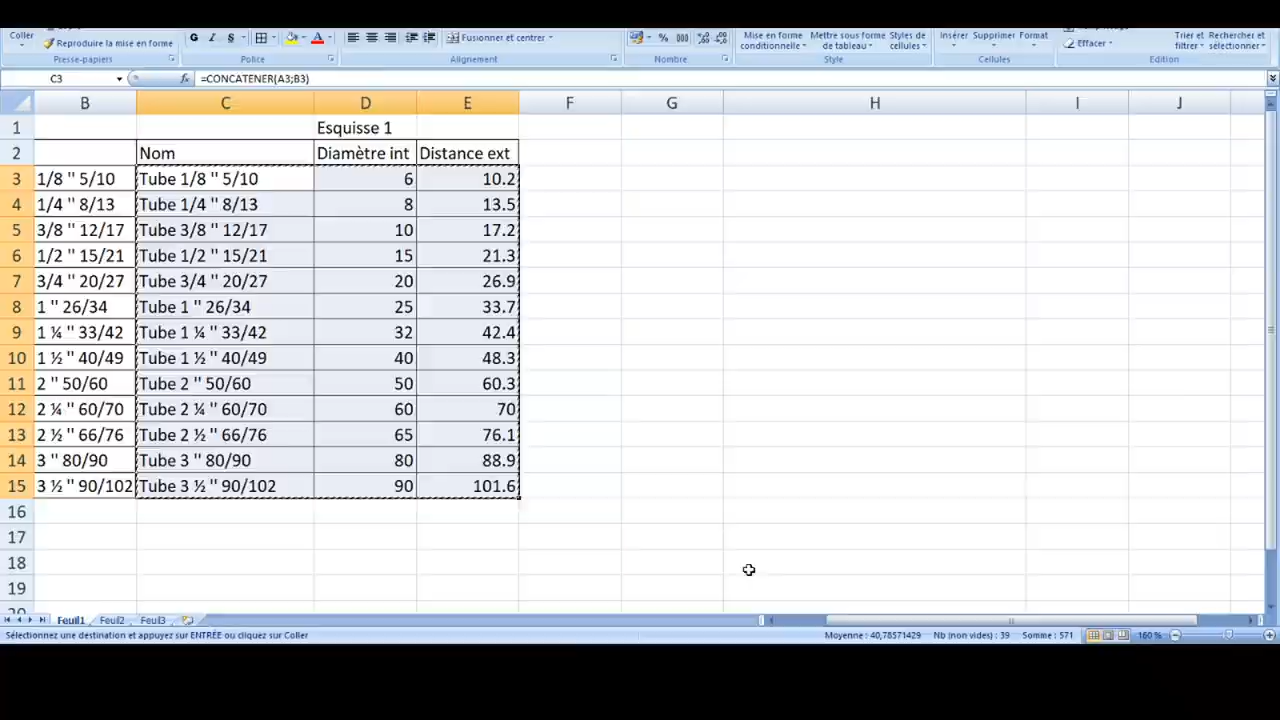 Coller
Reproduire la mise en forme
G I S A
Fusionner et centrer
% 000
Mise en forme conditionnelle
Mettre sous forme de tableau
Styles de cellules
Insérer Supprimer Format
Effacer
Trier et filtrer
Rechercher et sélectionner
Presse-papiers Police Alignement Nombre Style Cellules Edition
C3 fx =CONCATENER(A3;B3)
B C D E F G H I J
1 Esquisse 1
2 Nom Diamètre int Distance ext
3 1/8 " 5/10 Tube 1/8 " 5/10 6 10.2
4 1/4 " 8/13 Tube 1/4 " 8/13 8 13.5
5 3/8 " 12/17 Tube 3/8 " 12/17 10 17.2
6 1/2 " 15/21 Tube 1/2 " 15/21 15 21.3
7 3/4 " 20/27 Tube 3/4 " 20/27 20 26.9
8 1 " 26/34 Tube 1 " 26/34 25 33.7
9 1 ¼ " 33/42 Tube 1 ¼ " 33/42 32 42.4
10 1 ½ " 40/49 Tube 1 ½ " 40/49 40 48.3
11 2 " 50/60 Tube 2 " 50/60 50 60.3
12 2 ¼ " 60/70 Tube 2 ¼ " 60/70 60 70
13 2 ½ " 66/76 Tube 2 ½ " 66/76 65 76.1
14 3 " 80/90 Tube 3 " 80/90 80 88.9
15 3 ½ " 90/102 Tube 3 ½ " 90/102 90 101.6
16
17
18
19
20
Feuil1 Feuil2 Feuil3
Sélectionnez une destination et appuyez sur ENTRÉE ou cliquez sur Coller Moyenne : 40,78571429 Nb (non vides) : 39 Somme : 571 160 %